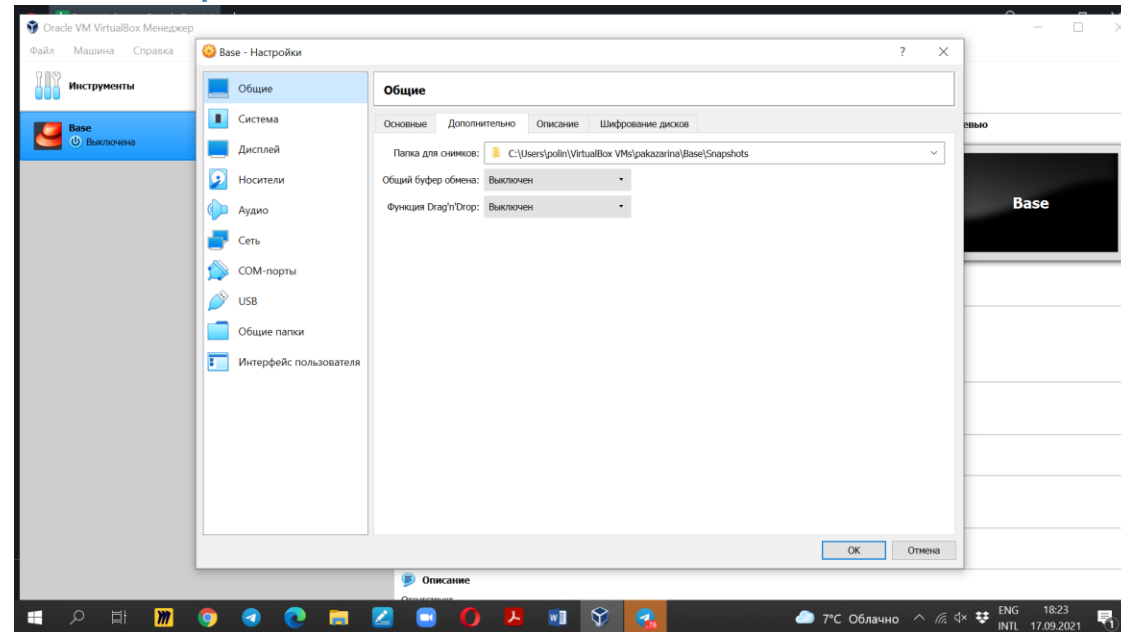 Oracle VM VirtualBox Менеджер
Файл Машина Справка
Инструменты
Base
Выключена
Base - Настройки
? ×
Общие
Система
Дисплей
Носители
Аудио
Сеть
COM-порты
USB
Общие папки
Интерфейс пользователя
Общие
Основные Дополнительно Описание Шифрование дисков
Папка для снимков: C:\Users\polin\VirtualBox VMs\pakazarina\Base\Snapshots
Общий буфер обмена: Выключен
Функция Drag'n'Drop: Выключен
OK Отмена
евью
Base
Описание
7°C Облачно
ENG
INTL
18:23
17.09.2021